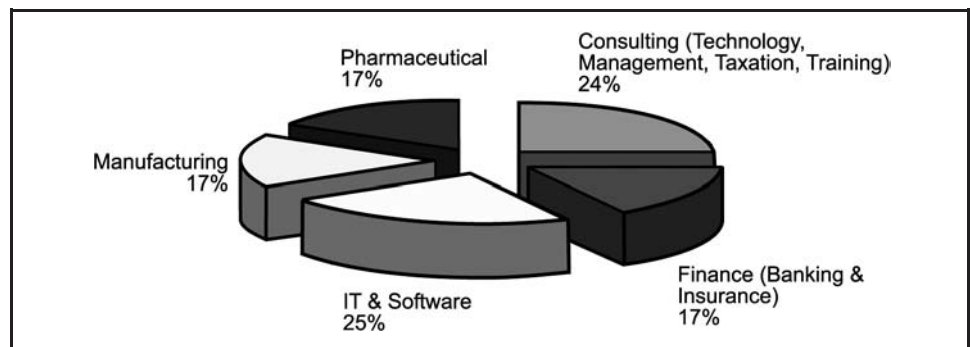 Pharmaceutical
17%
Consulting (Technology,
Management, Taxation, Training)
24%
Manufacturing
17%
IT & Software
25%
Finance (Banking &
Insurance)
17%